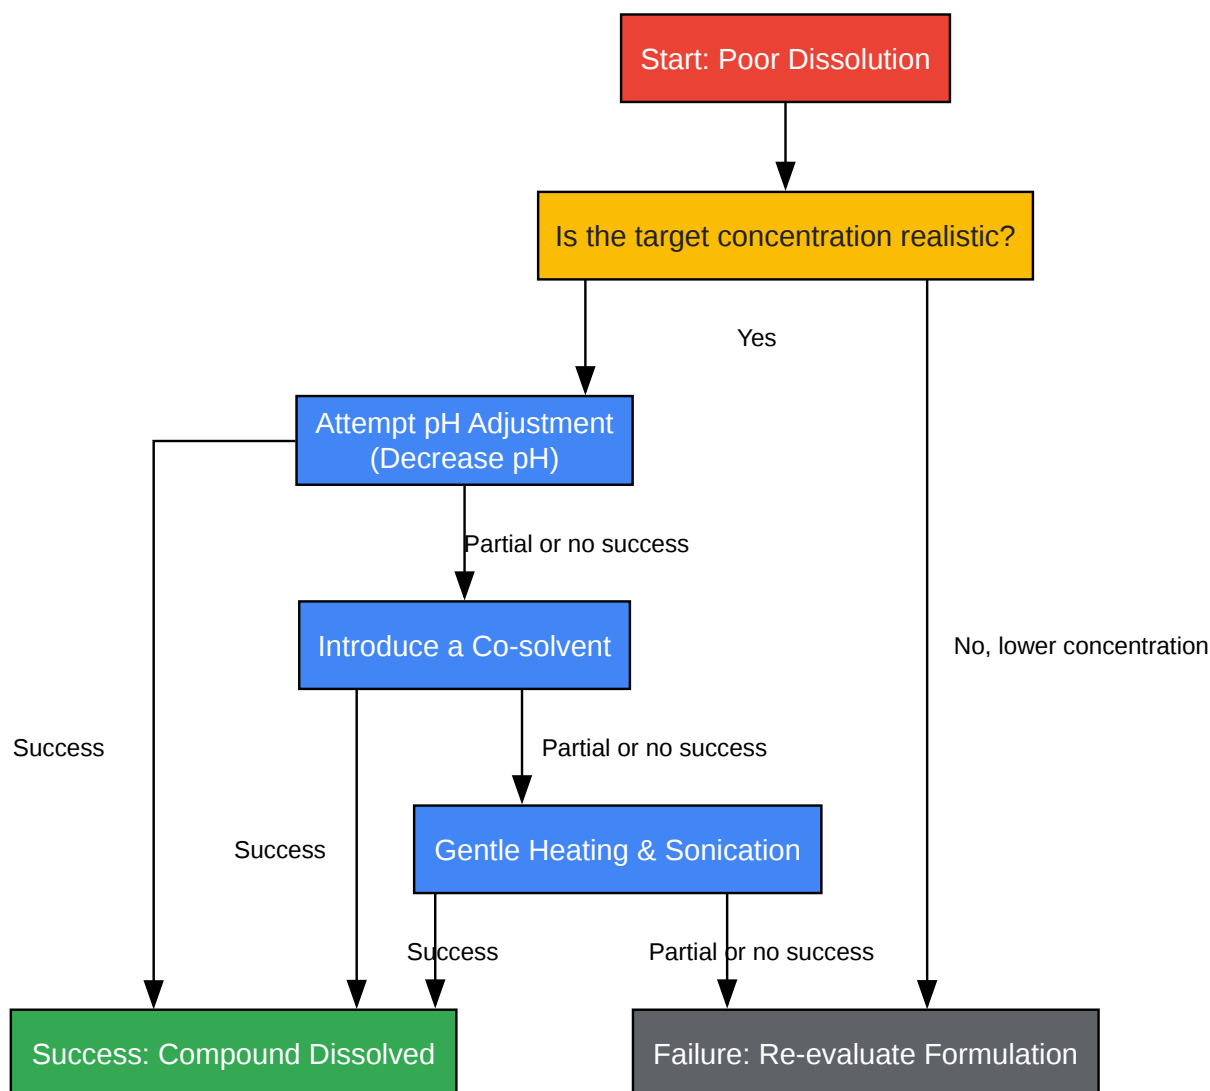 Start: Poor Dissolution
Is the target concentration realistic?
Yes
Attempt pH Adjustment
(Decrease pH)
Partial or no success
Introduce a Co-solvent
No, lower concentration
Success
Partial or no success
Gentle Heating & Sonication
Success
Success
Partial or no success
Success: Compound Dissolved
Failure: Re-evaluate Formulation